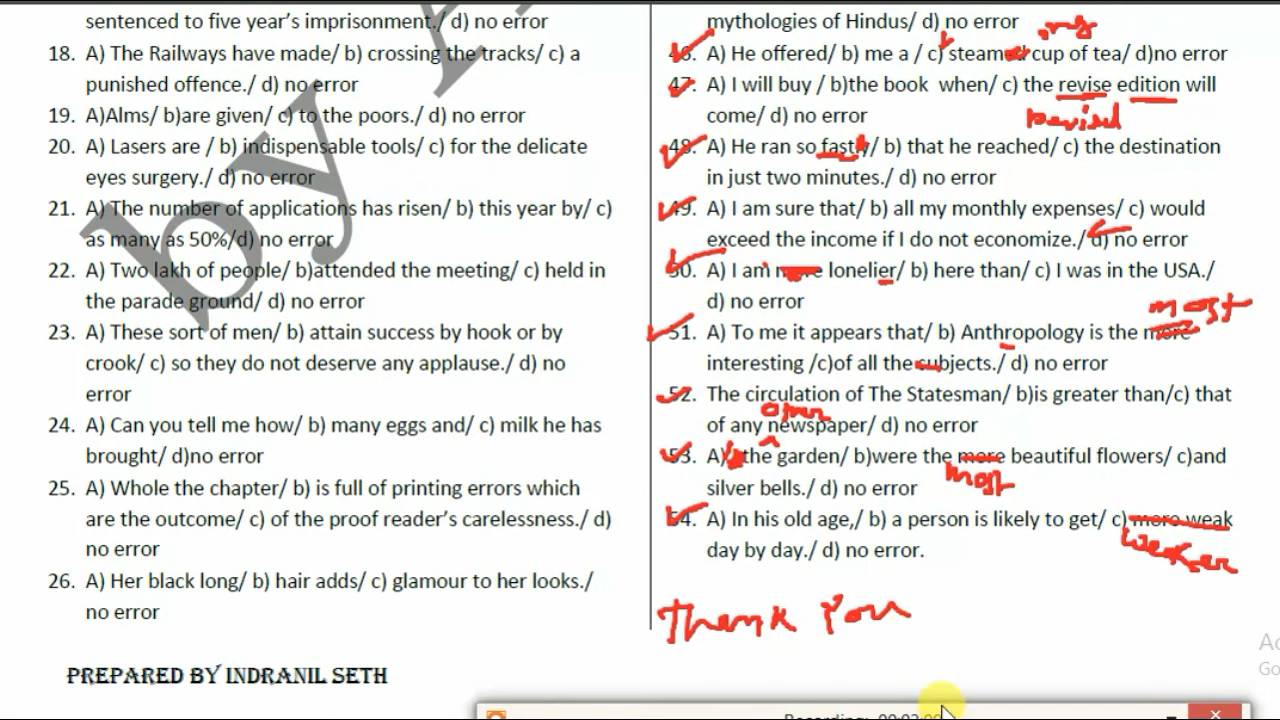 sentenced to five year's imprisonment./ d) no error
18. A) The Railways have made/ b) crossing the tracks/ c) a
punished offence./ d) no error
19. A)Alms/ b)are given/ c) to the poors./ d) no error
20. A) Lasers are / b) indispensable tools/ c) for the delicate
eyes surgery./ d) no error
21. A) The number of applications has risen/ b) this year by/ c)
as many as 50%/d) no error
22. A) Two lakh of people/ b)attended the meeting/ c) held in
the parade ground/ d) no error
23. A) These sort of men/ b) attain success by hook or by
crook/ c) so they do not deserve any applause./ d) no
error
24. A) Can you tell me how/ b) many eggs and/ c) milk he has
brought/ d)no error
25. A) Whole the chapter/ b) is full of printing errors which
are the outcome/ c) of the proof reader's carelessness./ d)
no error
26. A) Her black long/ b) hair adds/ c) glamour to her looks./
no error
PREPARED BY INDRANIL SETH
by A
mythologies of Hindus/ d) no error
ing
46. A) He offered/ b) me a / c) steamed cup of tea/ d)no error
47. A) I will buy / b)the book when/ c) the revise edition will
come/ d) no error
revised
48. A) He ran so fastly/ b) that he reached/ c) the destination
in just two minutes./ d) no error
49. A) I am sure that/ b) all my monthly expenses/ c) would
exceed the income if I do not economize./ d) no error
50. A) I am more lonelier/ b) here than/ c) I was in the USA./
d) no error
most
51. A) To me it appears that/ b) Anthropology is the more
interesting /c)of all the subjects./ d) no error
52. The circulation of The Statesman/ b)is greater than/c) that
of any newspaper/ d) no error
53. A) the garden/ b)were the more beautiful flowers/ c)and
most
silver bells./ d) no error
54. A) In his old age,/ b) a person is likely to get/ c) more weak
weaker
day by day./ d) no error.
Thank You